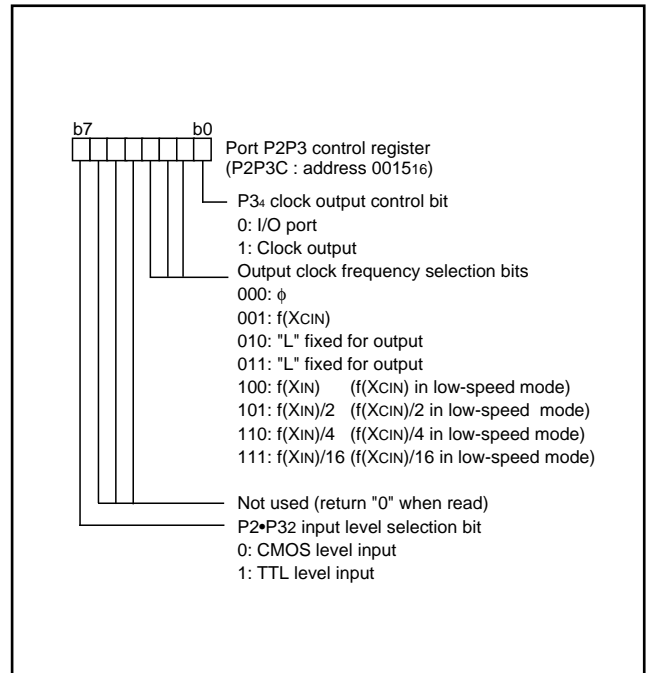 b7 b0
Port P2P3 control register
(P2P3C : address 001516)
P34 clock output control bit
0: I/O port
1: Clock output
Output clock frequency selection bits
000: ϕ
001: f(XCIN)
010: "L" fixed for output
011: "L" fixed for output
100: f(XIN) (f(XCIN) in low-speed mode)
101: f(XIN)/2 (f(XCIN)/2 in low-speed mode)
110: f(XIN)/4 (f(XCIN)/4 in low-speed mode)
111: f(XIN)/16 (f(XCIN)/16 in low-speed mode)
Not used (return "0" when read)
P2•P32 input level selection bit
0: CMOS level input
1: TTL level input